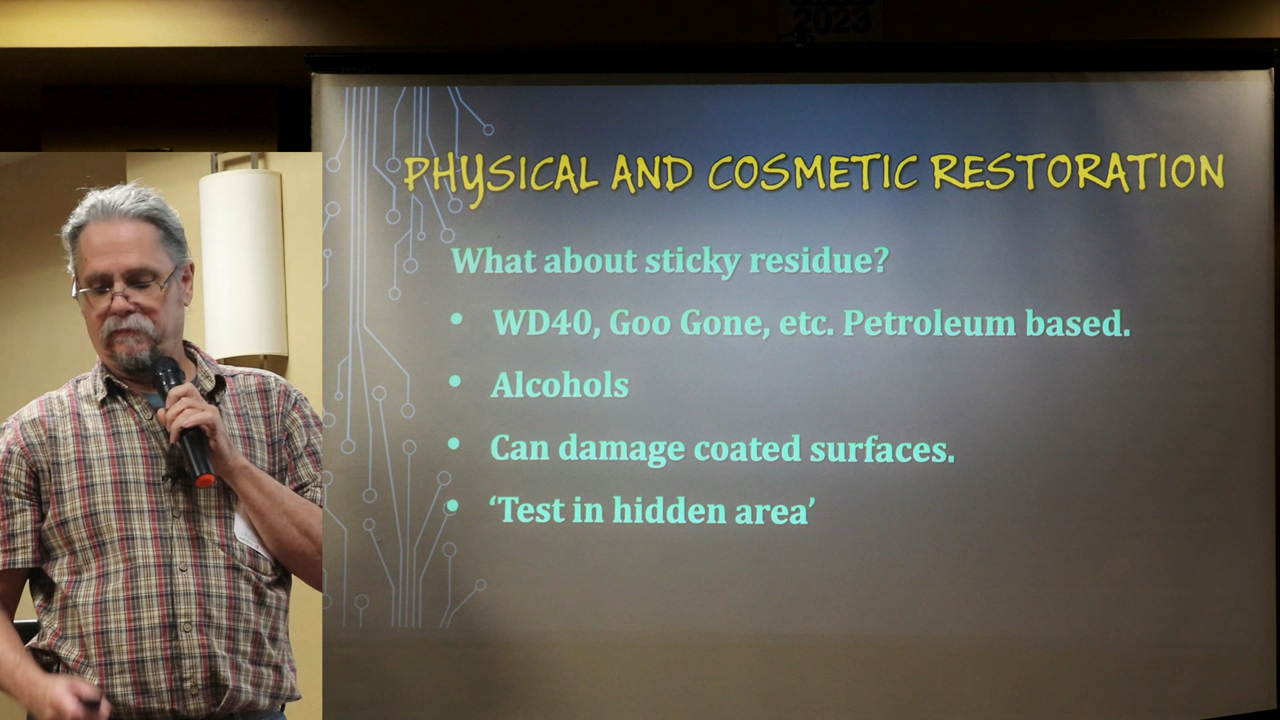 2023
PHYSICAL AND COSMETIC RESTORATION
What about sticky residue?
• WD40, Goo Gone, etc. Petroleum based.
• Alcohols
• Can damage coated surfaces.
• ‘Test in hidden area’